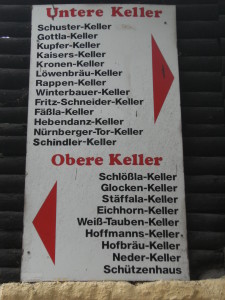 Untere Keller
Schuster-Keller
Gottla-Keller
Kupfer-Keller
Kaisers-Keller
Kronen-Keller
Löwenbräu-Keller
Rappen-Keller
Winterbauer-Keller
Fritz-Schneider-Keller
Fäßla-Keller
Hebendanz-Keller
Nürnberger-Tor-Keller
Schindler-Keller
Obere Keller
Schlößla-Keller
Glocken-Keller
Stäffala-Keller
Eichhorn-Keller
Weiß-Tauben-Keller
Hoffmanns-Keller
Hofbräu-Keller
Neder-Keller
Schützenhaus